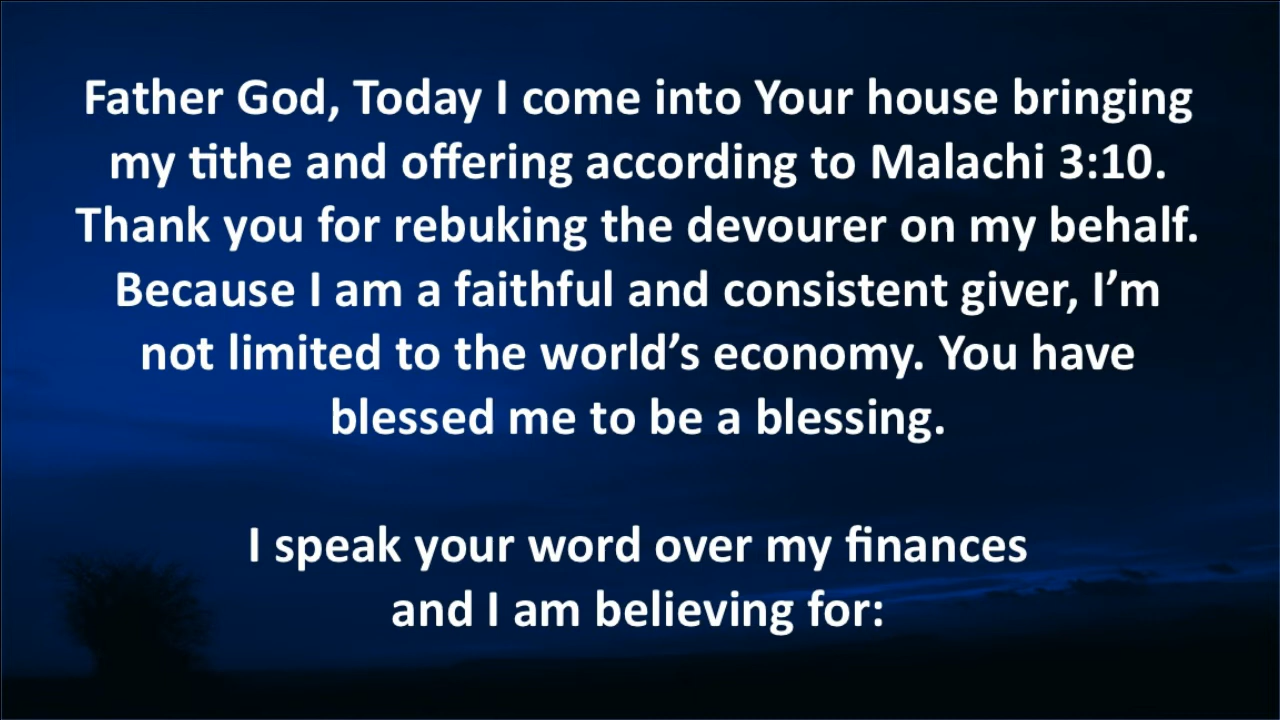 Father God, Today I come into Your house bringing
my tithe and offering according to Malachi 3:10.
Thank you for rebuking the devourer on my behalf.
Because I am a faithful and consistent giver, I’m
not limited to the world’s economy. You have
blessed me to be a blessing.
I speak your word over my finances
and I am believing for: